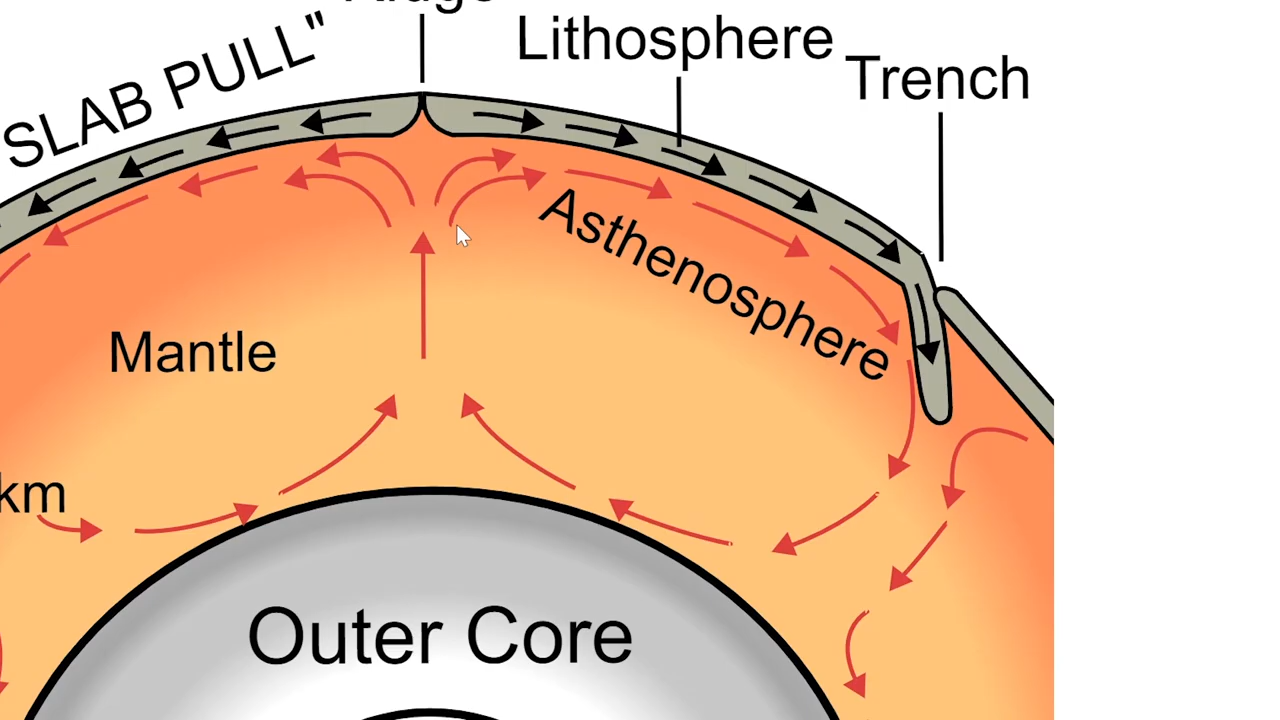 Lithosphere
Trench
SLAB PULL"
Asthenosphere
Mantle
km
Outer Core